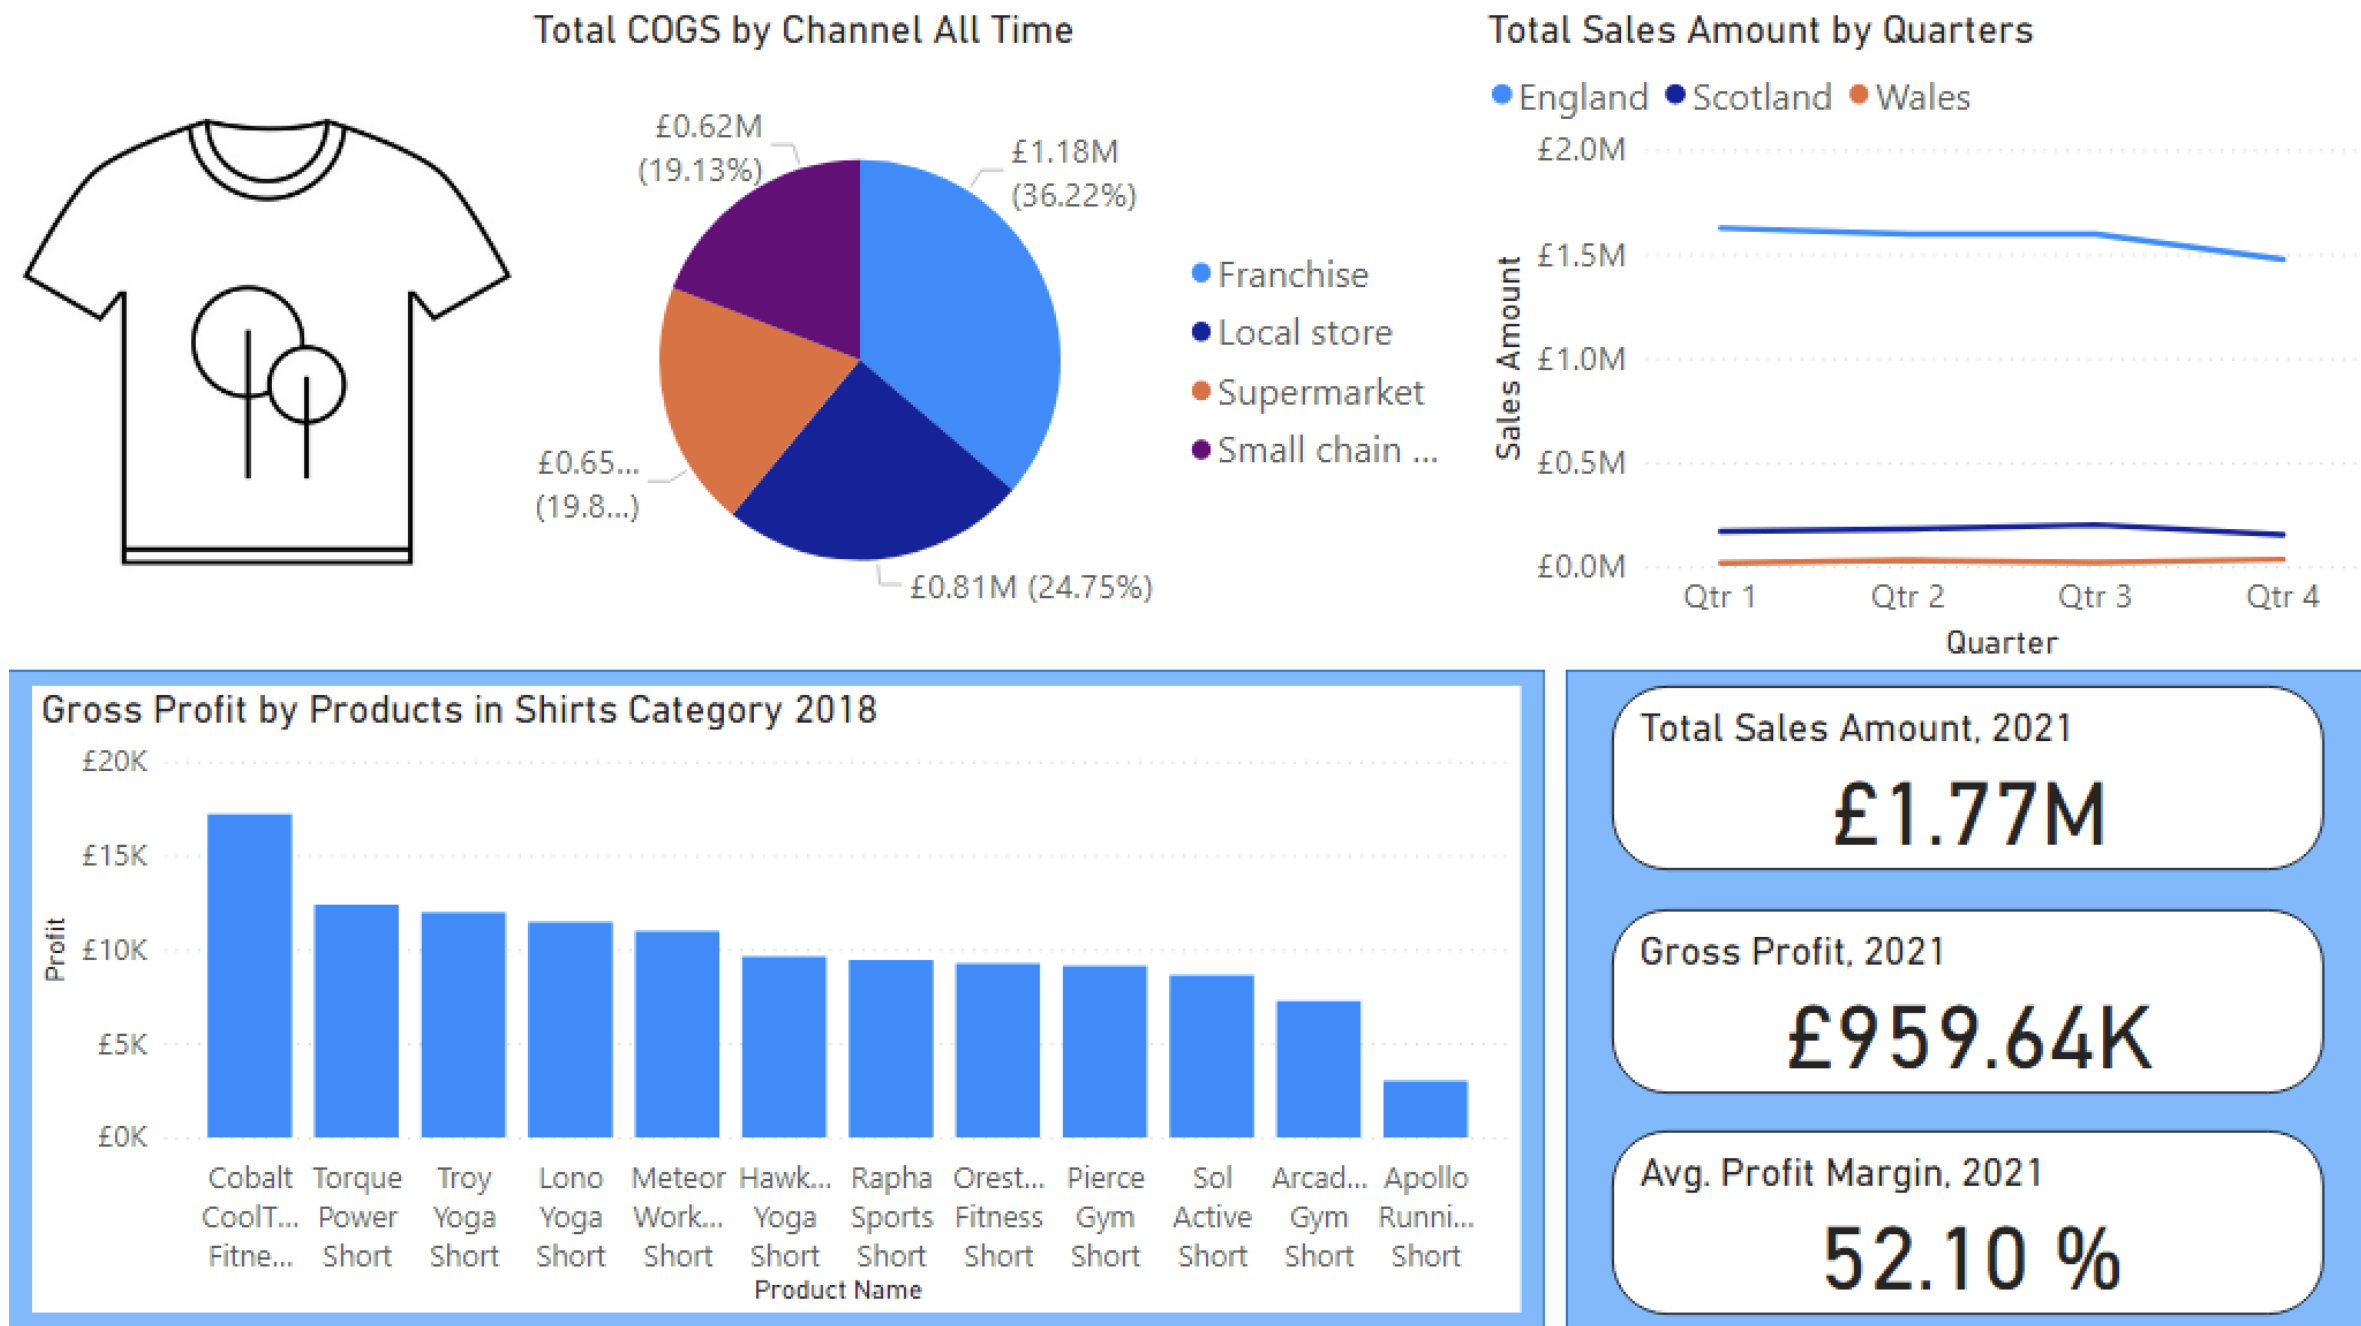 Total COGS by Channel All Time
£0.62M
(19.13%)
£1.18M
(36.22%)
£0.65...
(19.8...)
£0.81M (24.75%)
Franchise
Local store
Supermarket
Small chain ...
Total Sales Amount by Quarters
England Scotland Wales
£2.0M
£1.5M
£1.0M
£0.5M
£0.0M
Sales Amount
Qtr 1 Qtr 2 Qtr 3 Qtr 4
Quarter
Gross Profit by Products in Shirts Category 2018
£20K
£15K
£10K
£5K
£0K
Profit
Cobalt Torque Troy Lono Meteor Hawk... Rapha Orest... Pierce Sol Arcad... Apollo
CoolT... Power Yoga Yoga Work... Yoga Sports Fitness Gym Active Gym Runni...
Fitne... Short Short Short Short Short Short Short Short Short Short Short
Product Name
Total Sales Amount, 2021
£1.77M
Gross Profit, 2021
£959.64K
Avg. Profit Margin, 2021
52.10 %